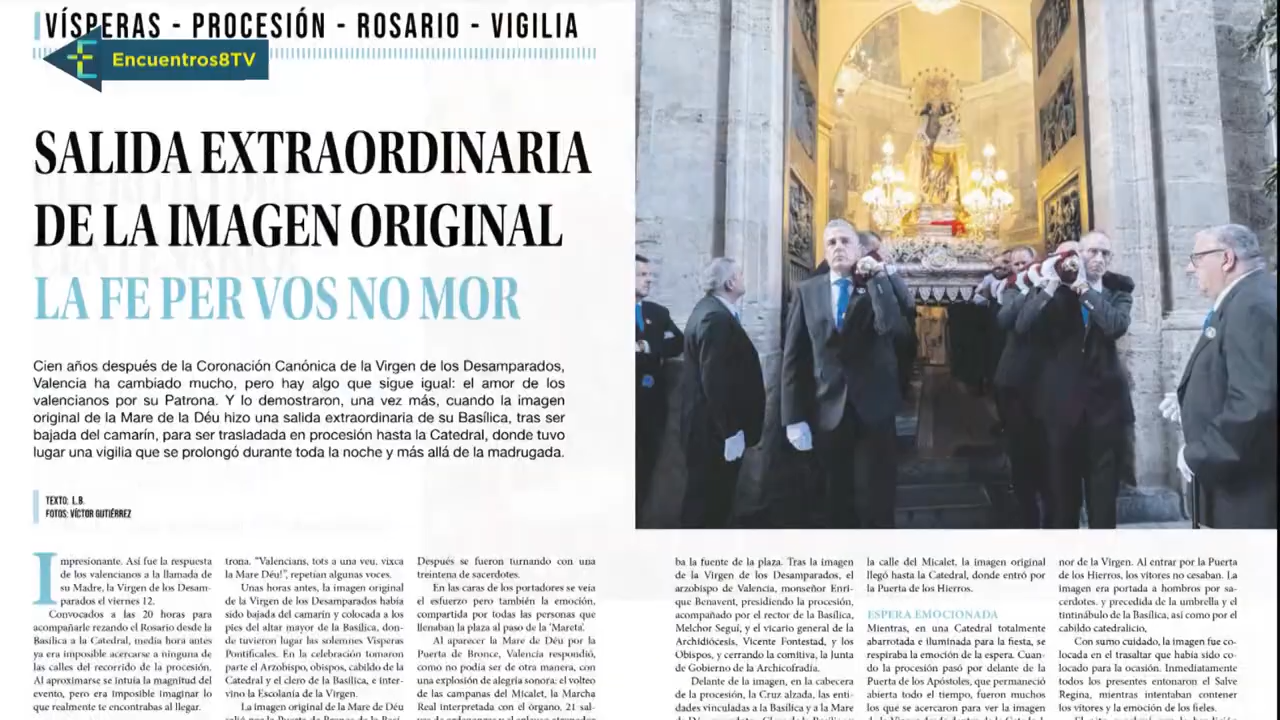 VÍSPERAS - PROCESIÓN - ROSARIO - VIGILIA
Encuentros8TV
SALIDA EXTRAORDINARIA
DE LA IMAGEN ORIGINAL
LA FE PER VOS NO MOR
Cien años después de la Coronación Canónica de la Virgen de los Desamparados,
Valencia ha cambiado mucho, pero hay algo que sigue igual: el amor de los
valencianos por su Patrona. Y lo demostraron, una vez más, cuando la imagen
original de la Mare de la Déu hizo una salida extraordinaria de su Basílica, tras ser
bajada del camarín, para ser trasladada en procesión hasta la Catedral, donde tuvo
lugar una vigilia que se prolongó durante toda la noche y más allá de la madrugada.
TEXTO: L.B.
FOTOS: VÍCTOR GUTIÉRREZ
Impresionante. Así fue la respuesta
de los valencianos a la llamada de
su Madre, la Virgen de los Desam-
parados el viernes 12.
Convocados a las 20 horas para
acompañarle rezando el Rosario desde la
Basílica a la Catedral, media hora antes
ya era imposible acercarse a ninguna de
las calles del recorrido de la procesión.
Al aproximarse se intuía la magnitud del
evento, pero era imposible imaginar lo
que realmente te encontrabas al llegar.
trona. “Valencians, tots a una veu, vixca
la Mare Déu!”, repetían algunas voces.
Unas horas antes, la imagen original
de la Virgen de los Desamparados había
sido bajada del camarín y colocada a los
pies del altar mayor de la Basílica, don-
de tuvieron lugar las solemnes Vísperas
Pontificales. En la celebración tomaron
parte el Arzobispo, obispos, cabildo de la
Catedral y el clero de la Basílica, e inter-
vino la Escolanía de la Virgen.
La imagen original de la Mare de Déu
Después se fueron turnando con una
treintena de sacerdotes.
En las caras de los portadores se veía
el esfuerzo pero también la emoción,
compartida por todas las personas que
llenaban la plaza al paso de la ‘Mareta’.
Al aparecer la Mare de Déu por la
Puerta de Bronce, Valencia respondió,
como no podía ser de otra manera, con
una explosión de alegría sonora: el volteo
de las campanas del Micalet, la Marcha
Real interpretada con el órgano, 21 sal-
ba la fuente de la plaza. Tras la imagen
de la Virgen de los Desamparados, el
arzobispo de Valencia, monseñor Enri-
que Benavent, presidiendo la procesión,
acompañado por el rector de la Basílica,
Melchor Seguí, y el vicario general de la
Archidiócesis, Vicente Fontestad, y los
Obispos, y cerrando la comitiva, la Junta
de Gobierno de la Archicofradía.
Delante de la imagen, en la cabecera
de la procesión, la Cruz alzada, las enti-
dades vinculadas a la Basílica y a la Mare
la calle del Micalet, la imagen original
llegó hasta la Catedral, donde entró por
la Puerta de los Hierros.
ESPERA EMOCIONADA
Mientras, en una Catedral totalmente
abarrotada e iluminada para la fiesta, se
respiraba la emoción de la espera. Cuan-
do la procesión pasó por delante de la
Puerta de los Apóstoles, que permaneció
abierta todo el tiempo, fueron muchos
los que se acercaron para ver la imagen
nor de la Virgen. Al entrar por la Puerta
de los Hierros, los vítores no cesaban. La
imagen era portada a hombros por sa-
cerdotes, y precedida de la umbrella y el
tintinábulo de la Basílica, así como por el
cabildo catedralicio.
Con sumo cuidado, la imagen fue co-
locada en el trasaltar que había sido co-
locado para la ocasión. Inmediatamente
todos los presentes entonaron el Salve
Regina, mientras intentaban contener
los vítores y la emoción de los fieles.